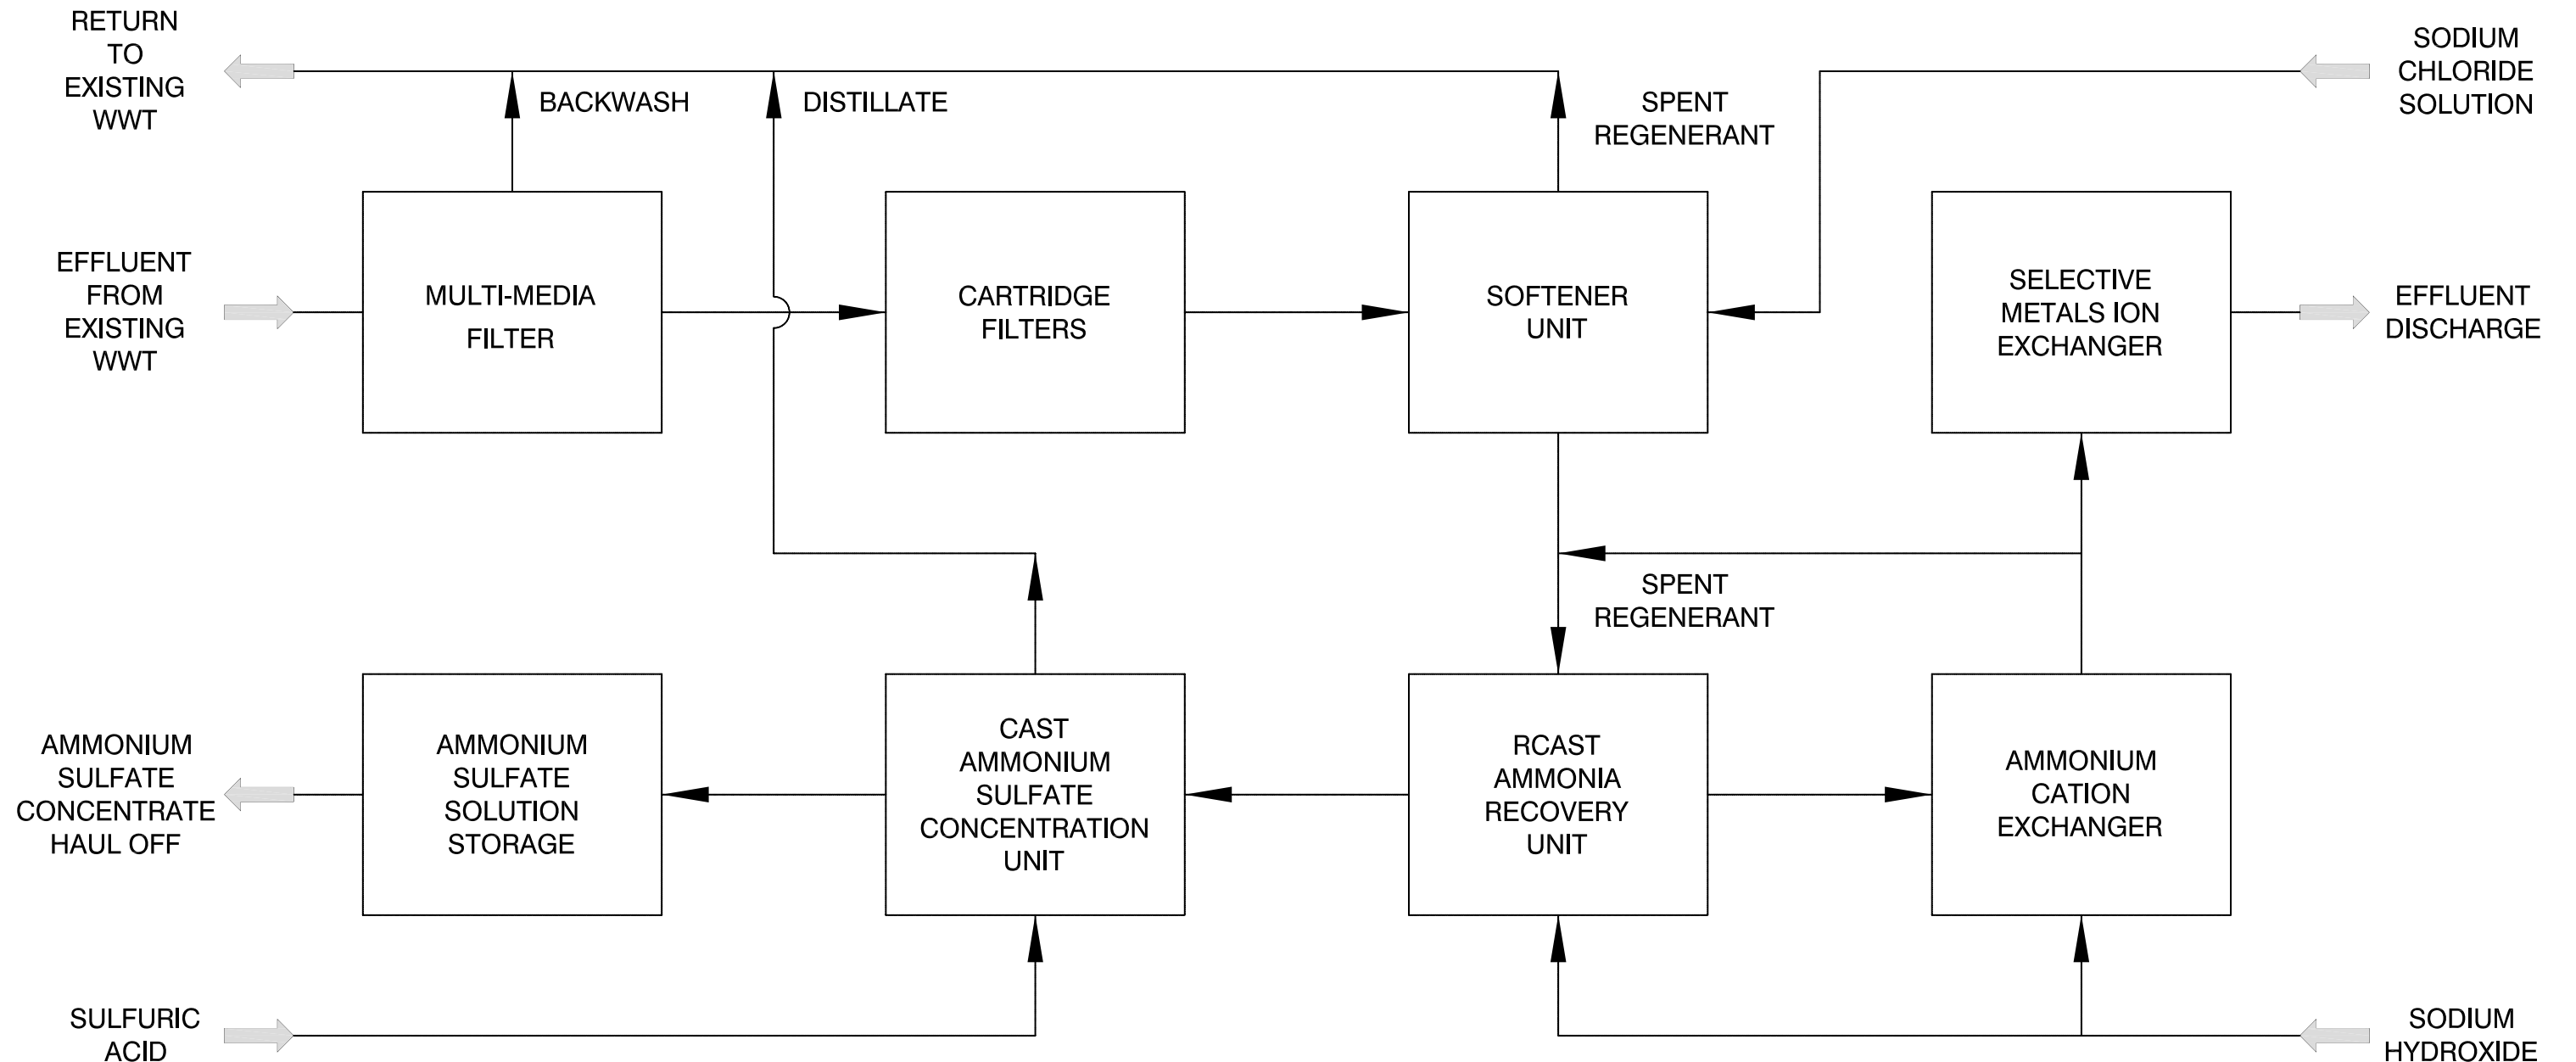 RETURN
TO
EXISTING
WWT
BACKWASH
DISTILLATE
SPENT
REGENERANT
SODIUM
CHLORIDE
SOLUTION
EFFLUENT
FROM
EXISTING
WWT
MULTI-MEDIA
FILTER
CARTRIDGE
FILTERS
SOFTENER
UNIT
SELECTIVE
METALS ION
EXCHANGER
EFFLUENT
DISCHARGE
SPENT
REGENERANT
AMMONIUM
SULFATE
CONCENTRATE
HAUL OFF
AMMONIUM
SULFATE
SOLUTION
STORAGE
CAST
AMMONIUM
SULFATE
CONCENTRATION
UNIT
RCAST
AMMONIA
RECOVERY
UNIT
AMMONIUM
CATION
EXCHANGER
SULFURIC
ACID
SODIUM
HYDROXIDE